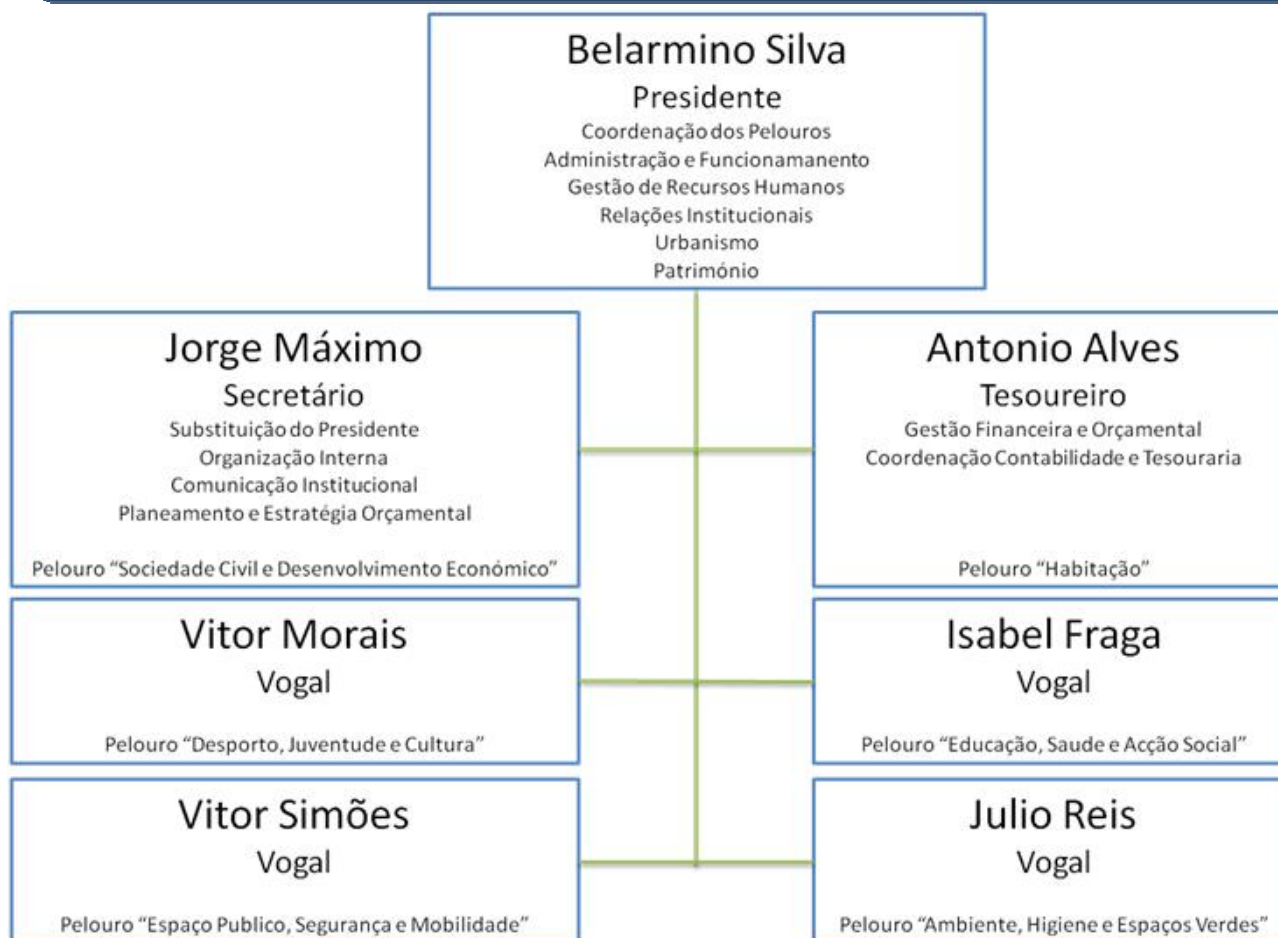 Belarmino Silva
Presidente
Coordenação dos Pelouros
Administração e Funcionamanento
Gestão de Recursos Humanos
Relações Institucionais
Urbanismo
Património
Jorge Máximo
Secretário
Substituição do Presidente
Organização Interna
Comunicação Institucional
Planeamento e Estratégia Orçamental
Pelouro “Sociedade Civil e Desenvolvimento Económico”
Antonio Alves
Tesoureiro
Gestão Financeira e Orçamental
Coordenação Contabilidade e Tesouraria
Pelouro “Habitação”
Vitor Morais
Vogal
Pelouro “Desporto, Juventude e Cultura”
Isabel Fraga
Vogal
Pelouro “Educação, Saude e Acção Social”
Vitor Simões
Vogal
Pelouro “Espaço Publico, Segurança e Mobilidade”
Julio Reis
Vogal
Pelouro “Ambiente, Higiene e Espaços Verdes”